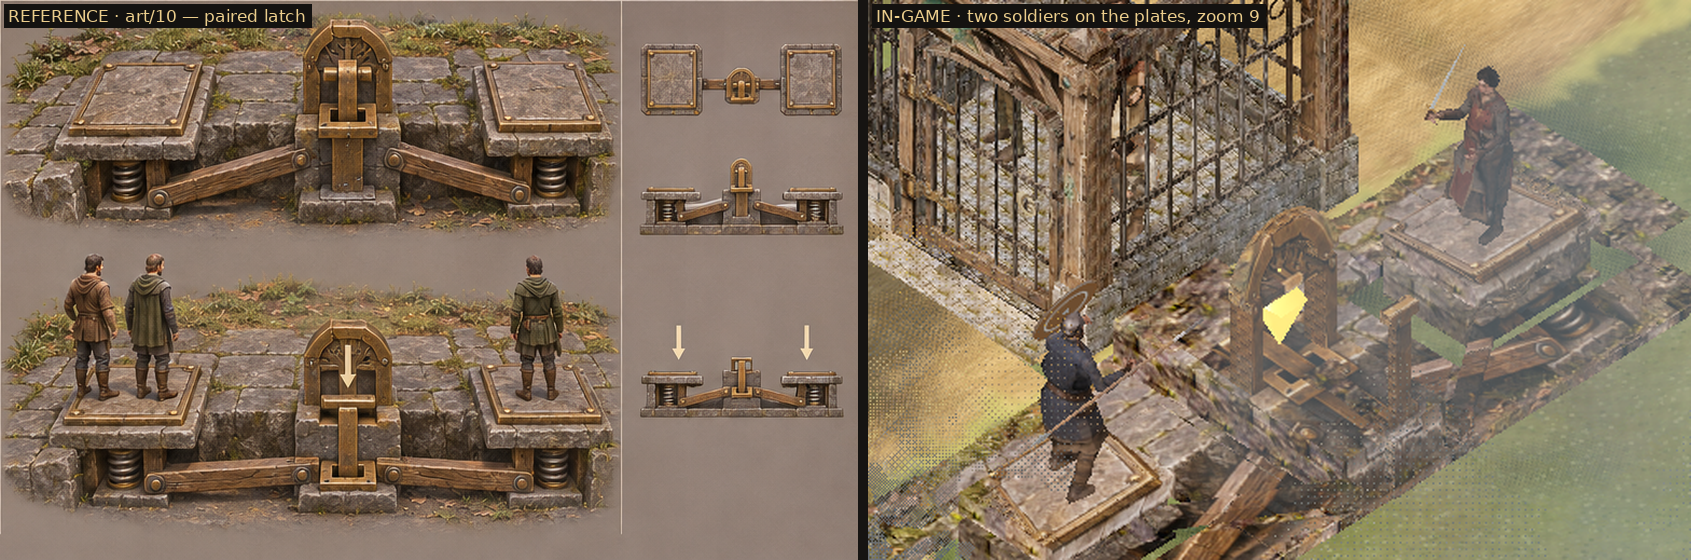 REFERENCE · art/10 — paired latch
IN-GAME · two soldiers on the plates, zoom 9